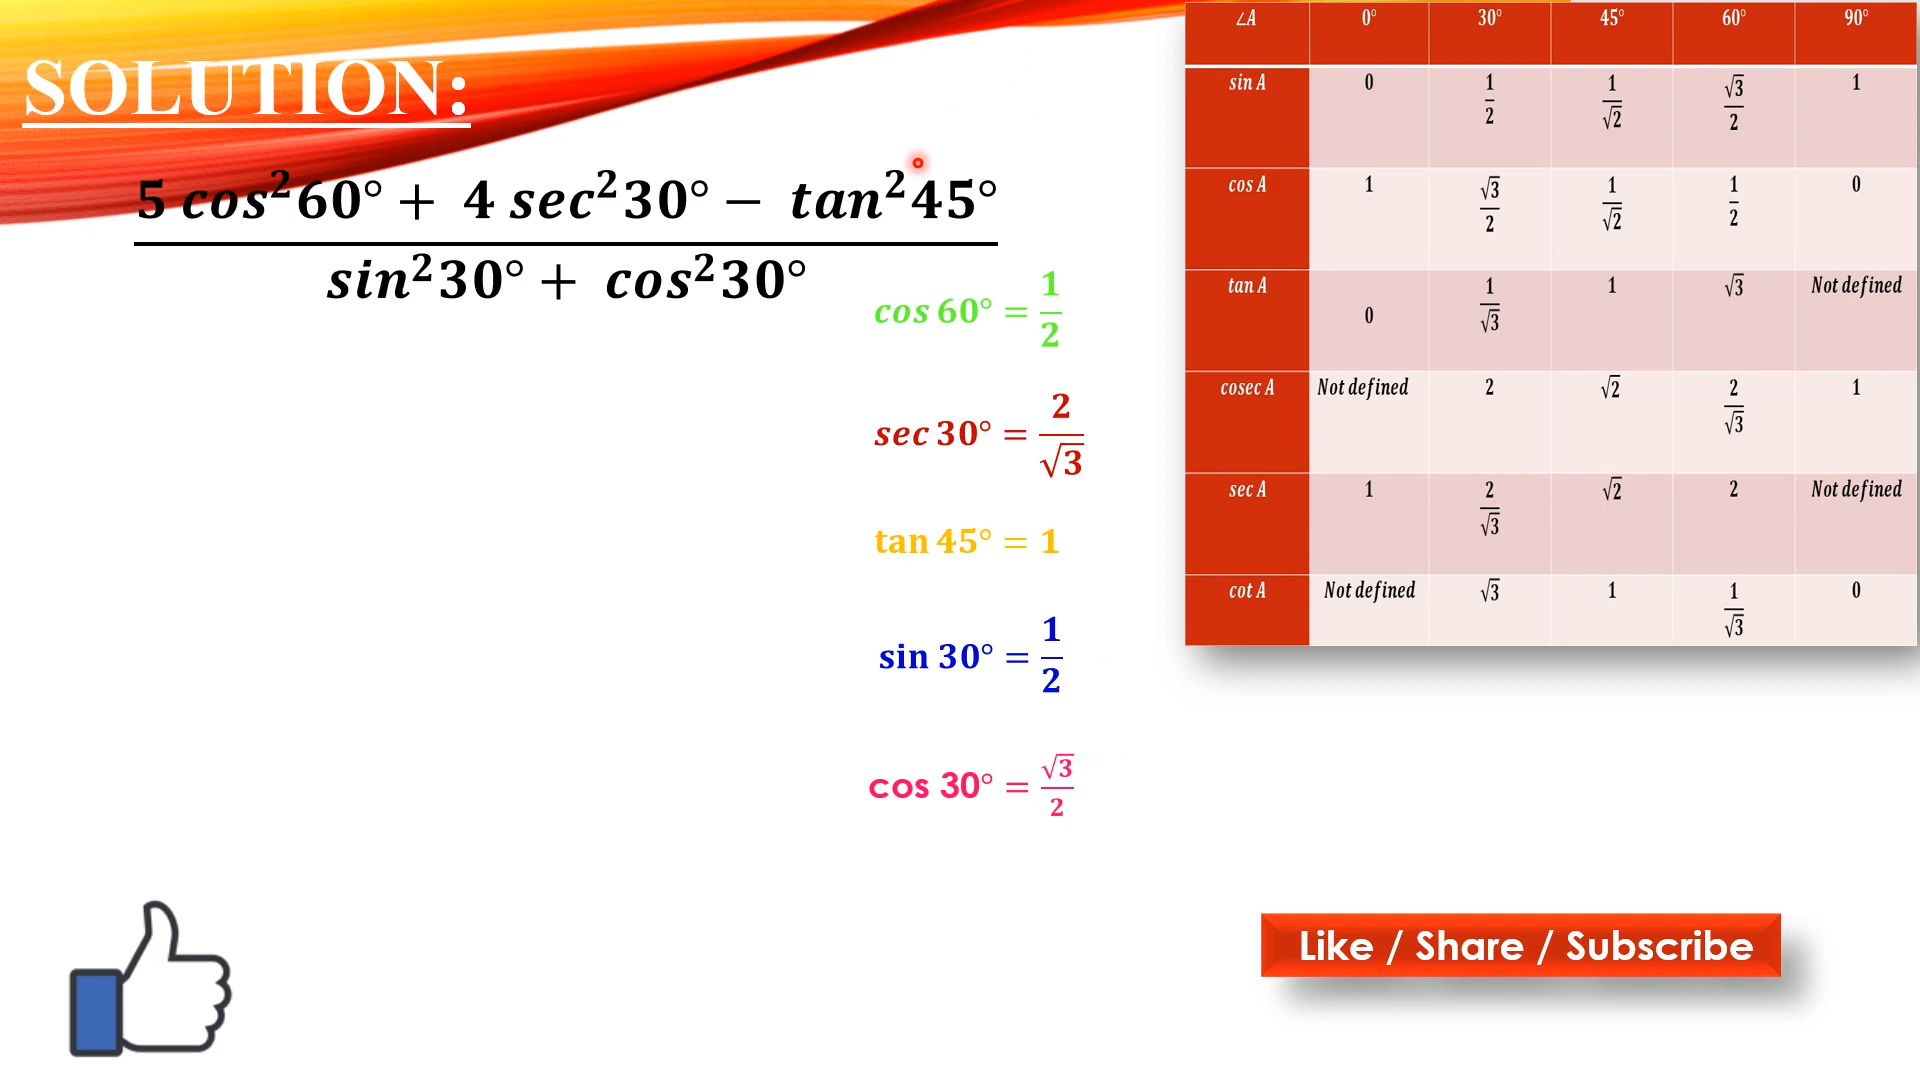 SOLUTION:
5 cos²60° + 4 sec²30° − tan²45°
sin²30° + cos²30°
cos 60° = 1/2
sec 30° = 2/√3
tan 45° = 1
sin 30° = 1/2
cos 30° = √3/2
∠A 0° 30° 45° 60° 90°
sin A 0 1/2 1/√2 √3/2 1
cos A 1 √3/2 1/√2 1/2 0
tan A 0 1/√3 1 √3 Not defined
cosec A Not defined 2 √2 2/√3 1
sec A 1 2/√3 √2 2 Not defined
cot A Not defined √3 1 1/√3 0
Like / Share / Subscribe